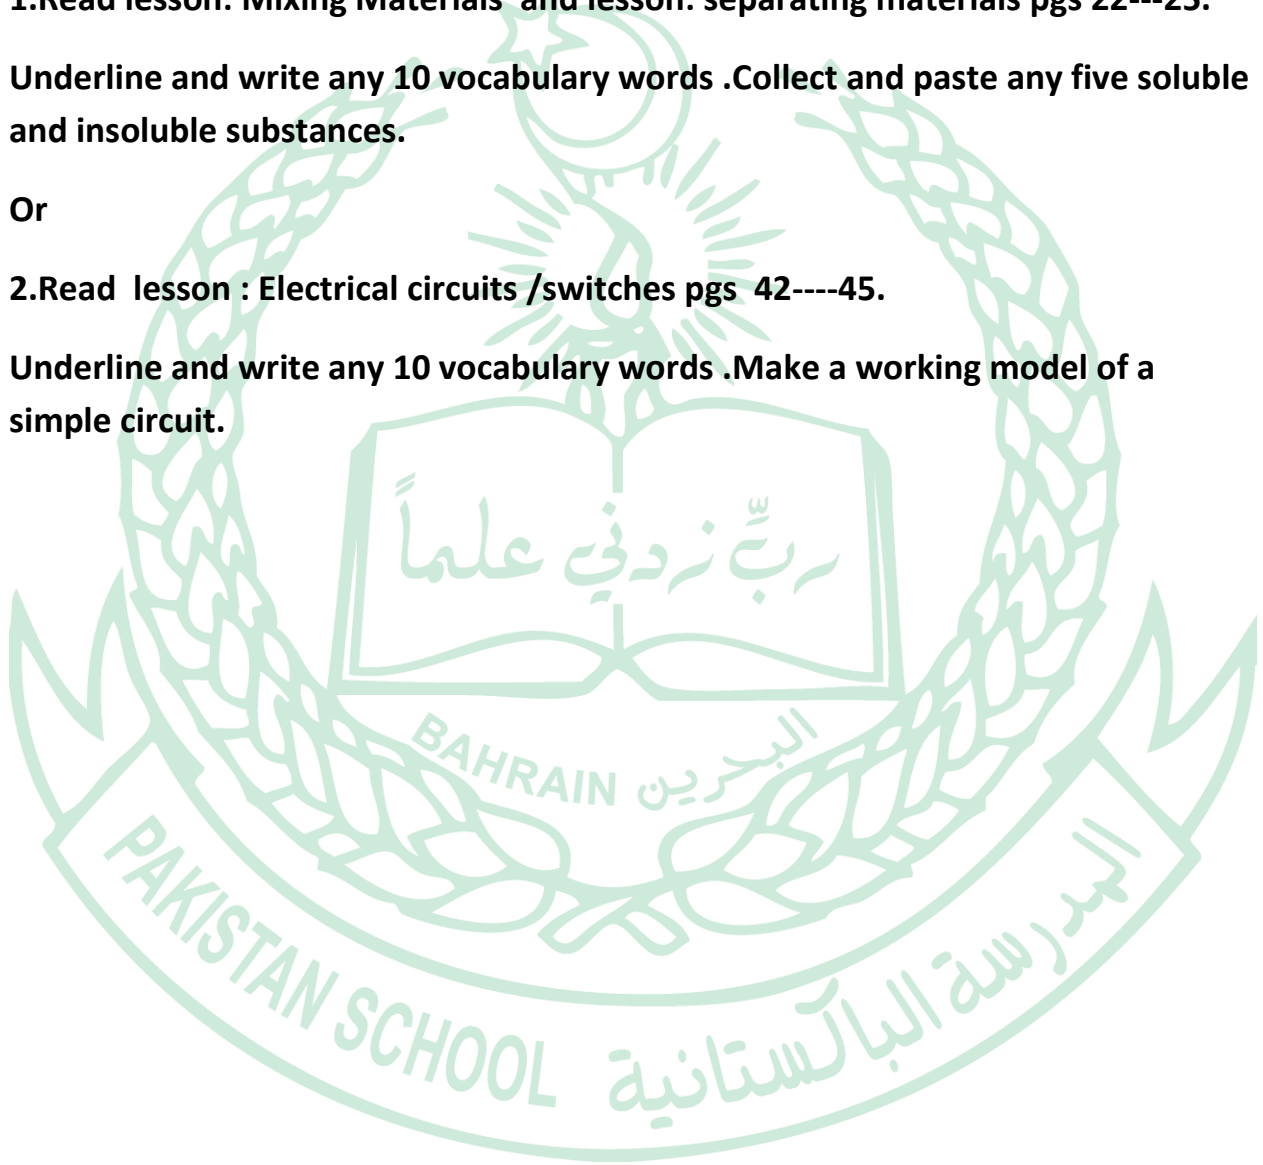 1.Read lesson: Mixing Materials  and lesson: separating materials pgs 22---25.
Underline and write any 10 vocabulary words .Collect and paste any five soluble
and insoluble substances.
Or
2.Read  lesson : Electrical circuits /switches pgs  42----45.
Underline and write any 10 vocabulary words .Make a working model of a
simple circuit.
ربِّ زدني علماً
BAHRAIN البحرين
PAKISTAN SCHOOL المدرسة الباكستانية